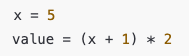 x = 5
value = (x + 1) * 2